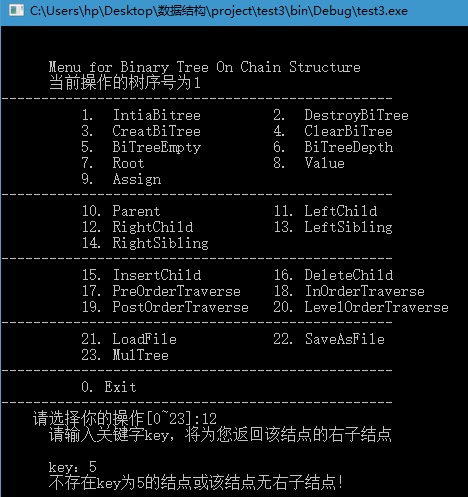 C:\Users\hp\Desktop\数据结构\project\test3\bin\Debug\test3.exe
Menu for Binary Tree On Chain Structure
当前操作的树序号为1
--------------------------------------------------
1. IntiaBitree 2. DestroyBiTree
3. CreatBiTree 4. ClearBiTree
5. BiTreeEmpty 6. BiTreeDepth
7. Root 8. Value
9. Assign
--------------------------------------------------
10. Parent 11. LeftChild
12. RightChild 13. LeftSibling
14. RightSibling
--------------------------------------------------
15. InsertChild 16. DeleteChild
17. PreOrderTraverse 18. InOrderTraverse
19. PostOrderTraverse 20. LevelOrderTraverse
--------------------------------------------------
21. LoadFile 22. SaveAsFile
23. MulTree
--------------------------------------------------
0. Exit
--------------------------------------------------
请选择你的操作[0~23]:12
请输入关键字key，将为您返回该结点的右子结点
key：5
不存在key为5的结点或该结点无右子结点!